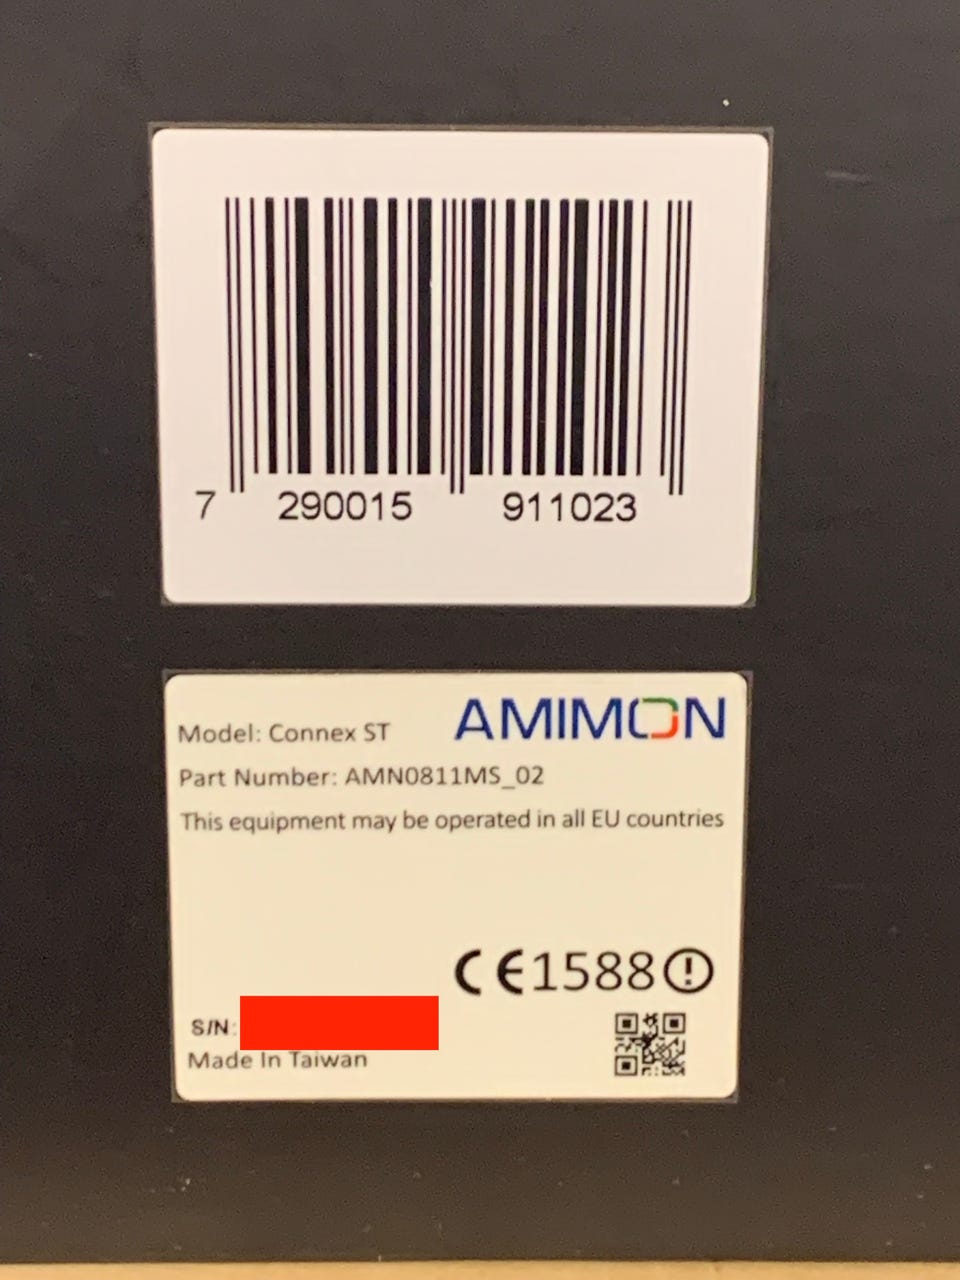 7 290015 911023
AMIMON
Model: Connex ST
Part Number: AMN0811MS_02
This equipment may be operated in all EU countries
CE1588
S/N:
Made In Taiwan